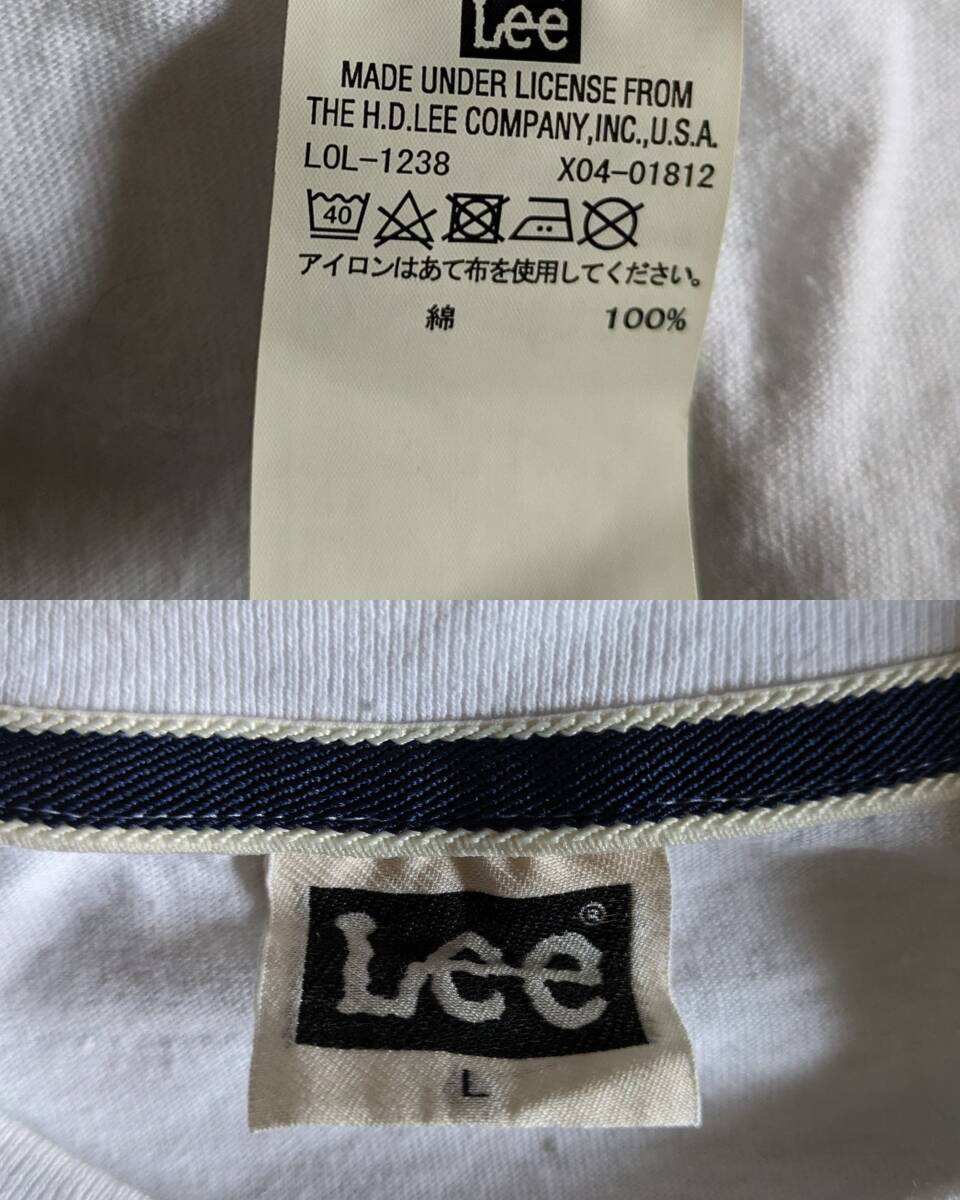 Lee
MADE UNDER LICENSE FROM
THE H.D.LEE COMPANY,INC.,U.S.A.
LOL-1238 X04-01812
40
アイロンはあて布を使用してください。
綿 100%
Lee®
L